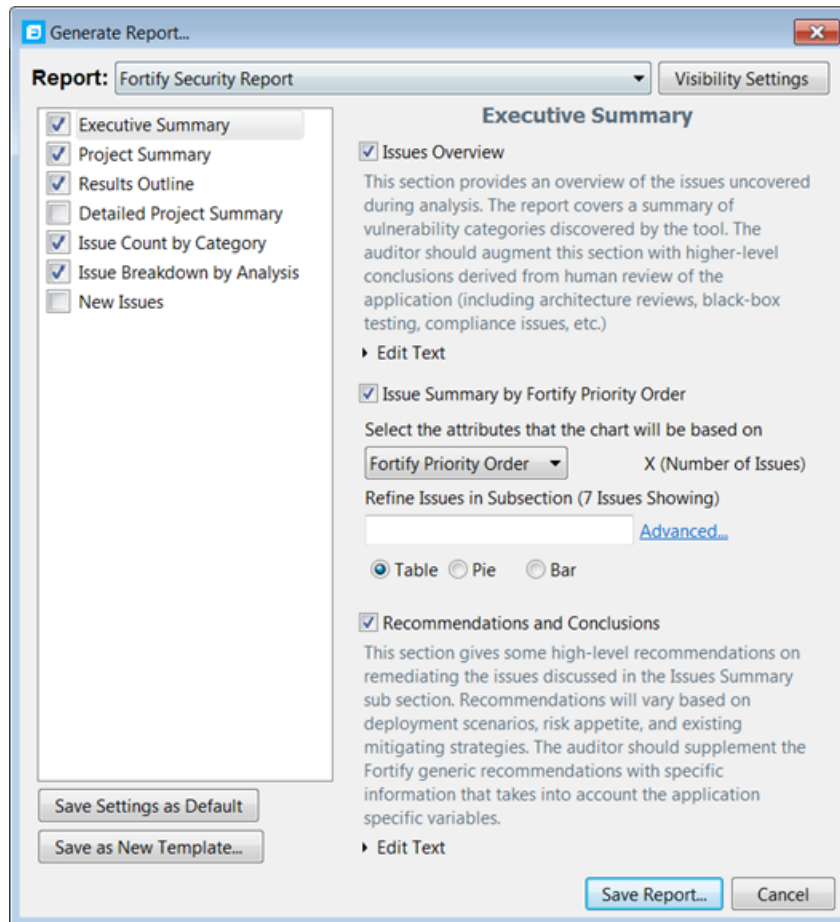 Generate Report...
Report: Fortify Security Report
Visibility Settings
Executive Summary
Project Summary
Results Outline
Detailed Project Summary
Issue Count by Category
Issue Breakdown by Analysis
New Issues
Save Settings as Default
Save as New Template...
Executive Summary
Issues Overview
This section provides an overview of the issues uncovered
during analysis. The report covers a summary of
vulnerability categories discovered by the tool. The
auditor should augment this section with higher-level
conclusions derived from human review of the
application (including architecture reviews, black-box
testing, compliance issues, etc.)
Edit Text
Issue Summary by Fortify Priority Order
Select the attributes that the chart will be based on
Fortify Priority Order X (Number of Issues)
Refine Issues in Subsection (7 Issues Showing)
Advanced...
Table Pie Bar
Recommendations and Conclusions
This section gives some high-level recommendations on
remediating the issues discussed in the Issues Summary
sub section. Recommendations will vary based on
deployment scenarios, risk appetite, and existing
mitigating strategies. The auditor should supplement the
Fortify generic recommendations with specific
information that takes into account the application
specific variables.
Edit Text
Save Report... Cancel